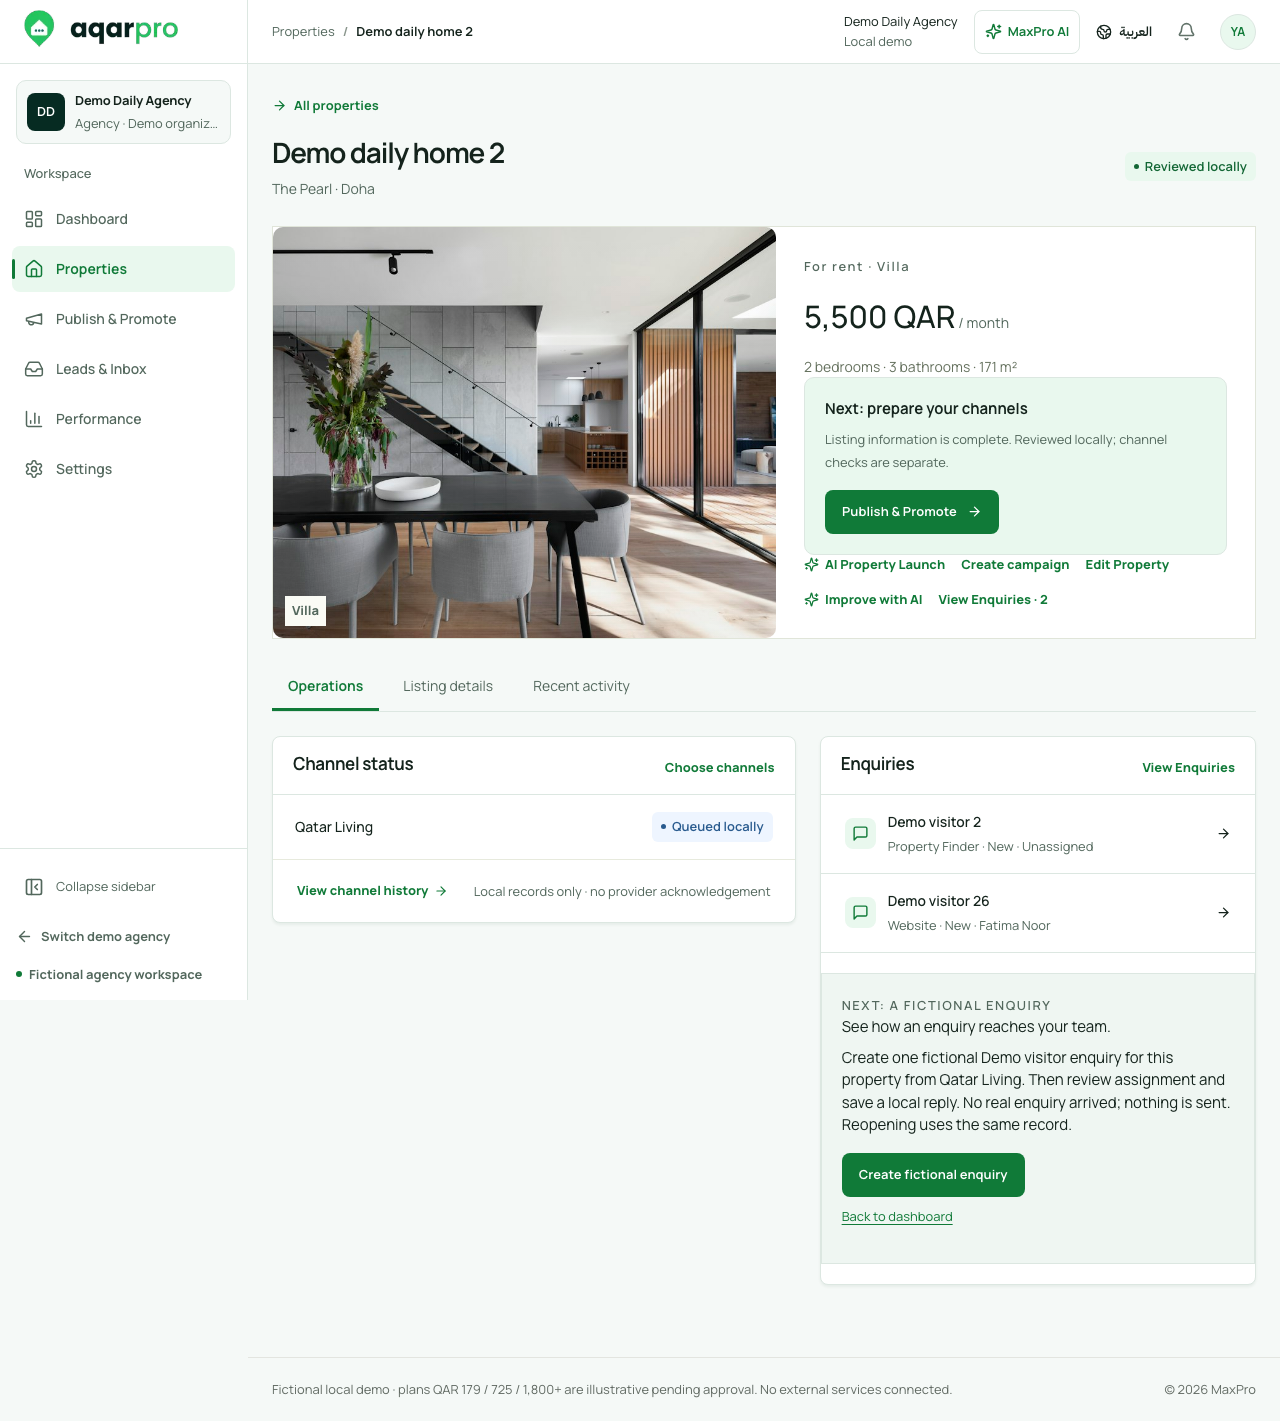 aqarpro
Properties / Demo daily home 2
Demo Daily Agency
Local demo
MaxPro AI
العربية
YA
DD
Demo Daily Agency
Agency · Demo organiz...
Workspace
Dashboard
Properties
Publish & Promote
Leads & Inbox
Performance
Settings
Collapse sidebar
Switch demo agency
Fictional agency workspace
All properties
Demo daily home 2
The Pearl · Doha
Reviewed locally
Villa
For rent · Villa
5,500 QAR / month
2 bedrooms · 3 bathrooms · 171 m²
Next: prepare your channels
Listing information is complete. Reviewed locally; channel
checks are separate.
Publish & Promote
AI Property Launch Create campaign Edit Property
Improve with AI View Enquiries · 2
Operations Listing details Recent activity
Channel status
Choose channels
Qatar Living
Queued locally
View channel history
Local records only · no provider acknowledgement
Enquiries
View Enquiries
Demo visitor 2
Property Finder · New · Unassigned
Demo visitor 26
Website · New · Fatima Noor
NEXT: A FICTIONAL ENQUIRY
See how an enquiry reaches your team.
Create one fictional Demo visitor enquiry for this
property from Qatar Living. Then review assignment and
save a local reply. No real enquiry arrived; nothing is sent.
Reopening uses the same record.
Create fictional enquiry
Back to dashboard
Fictional local demo · plans QAR 179 / 725 / 1,800+ are illustrative pending approval. No external services connected.
© 2026 MaxPro